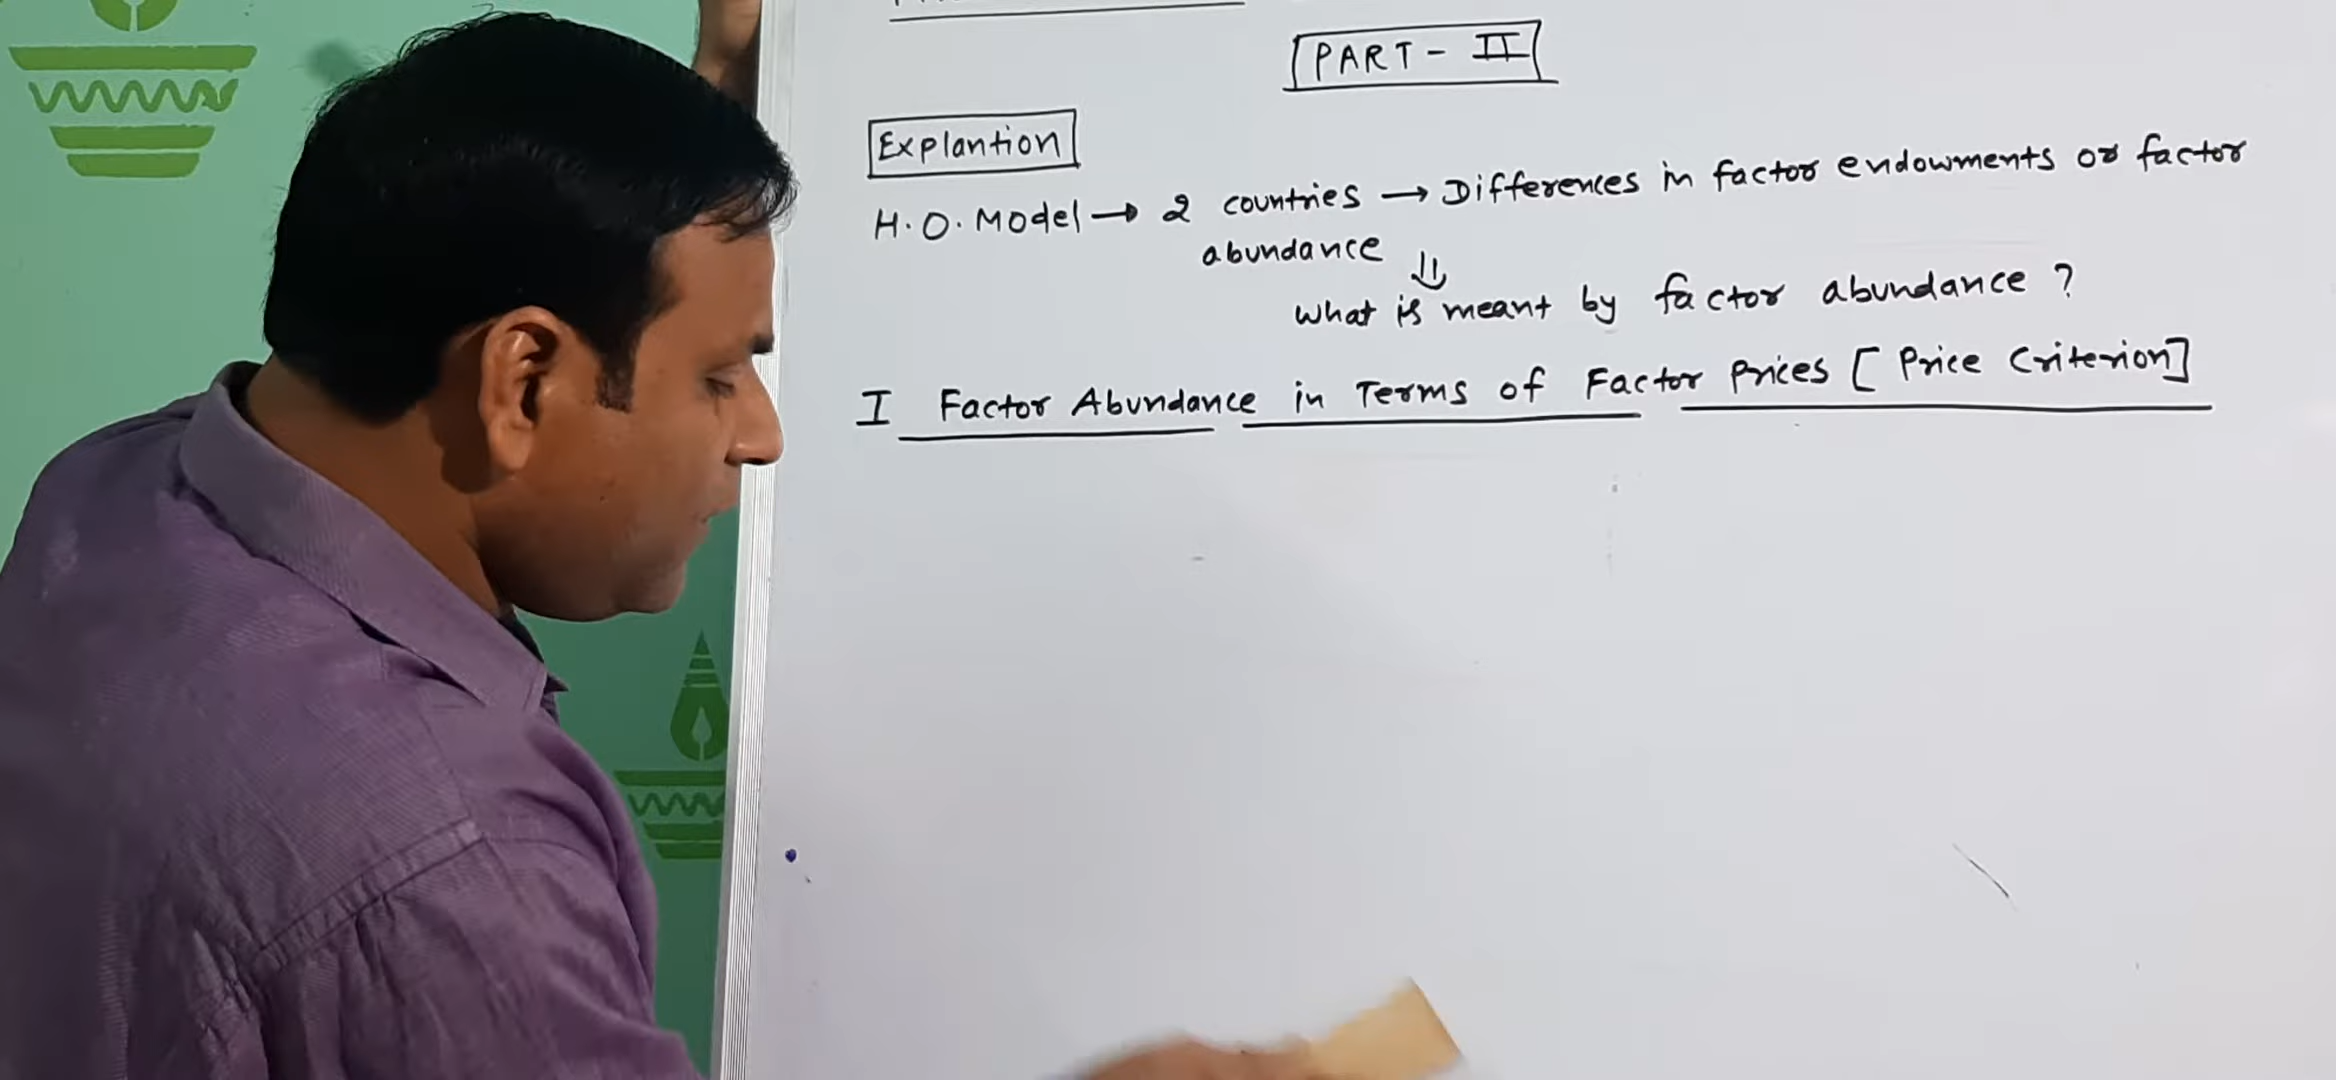 PART - II
Explantion
H.O. Model → 2 countries → Differences in factor endowments or factor
abundance ⇓
What is meant by factor abundance ?
I Factor Abundance in Terms of Factor Prices [ Price Criterion]